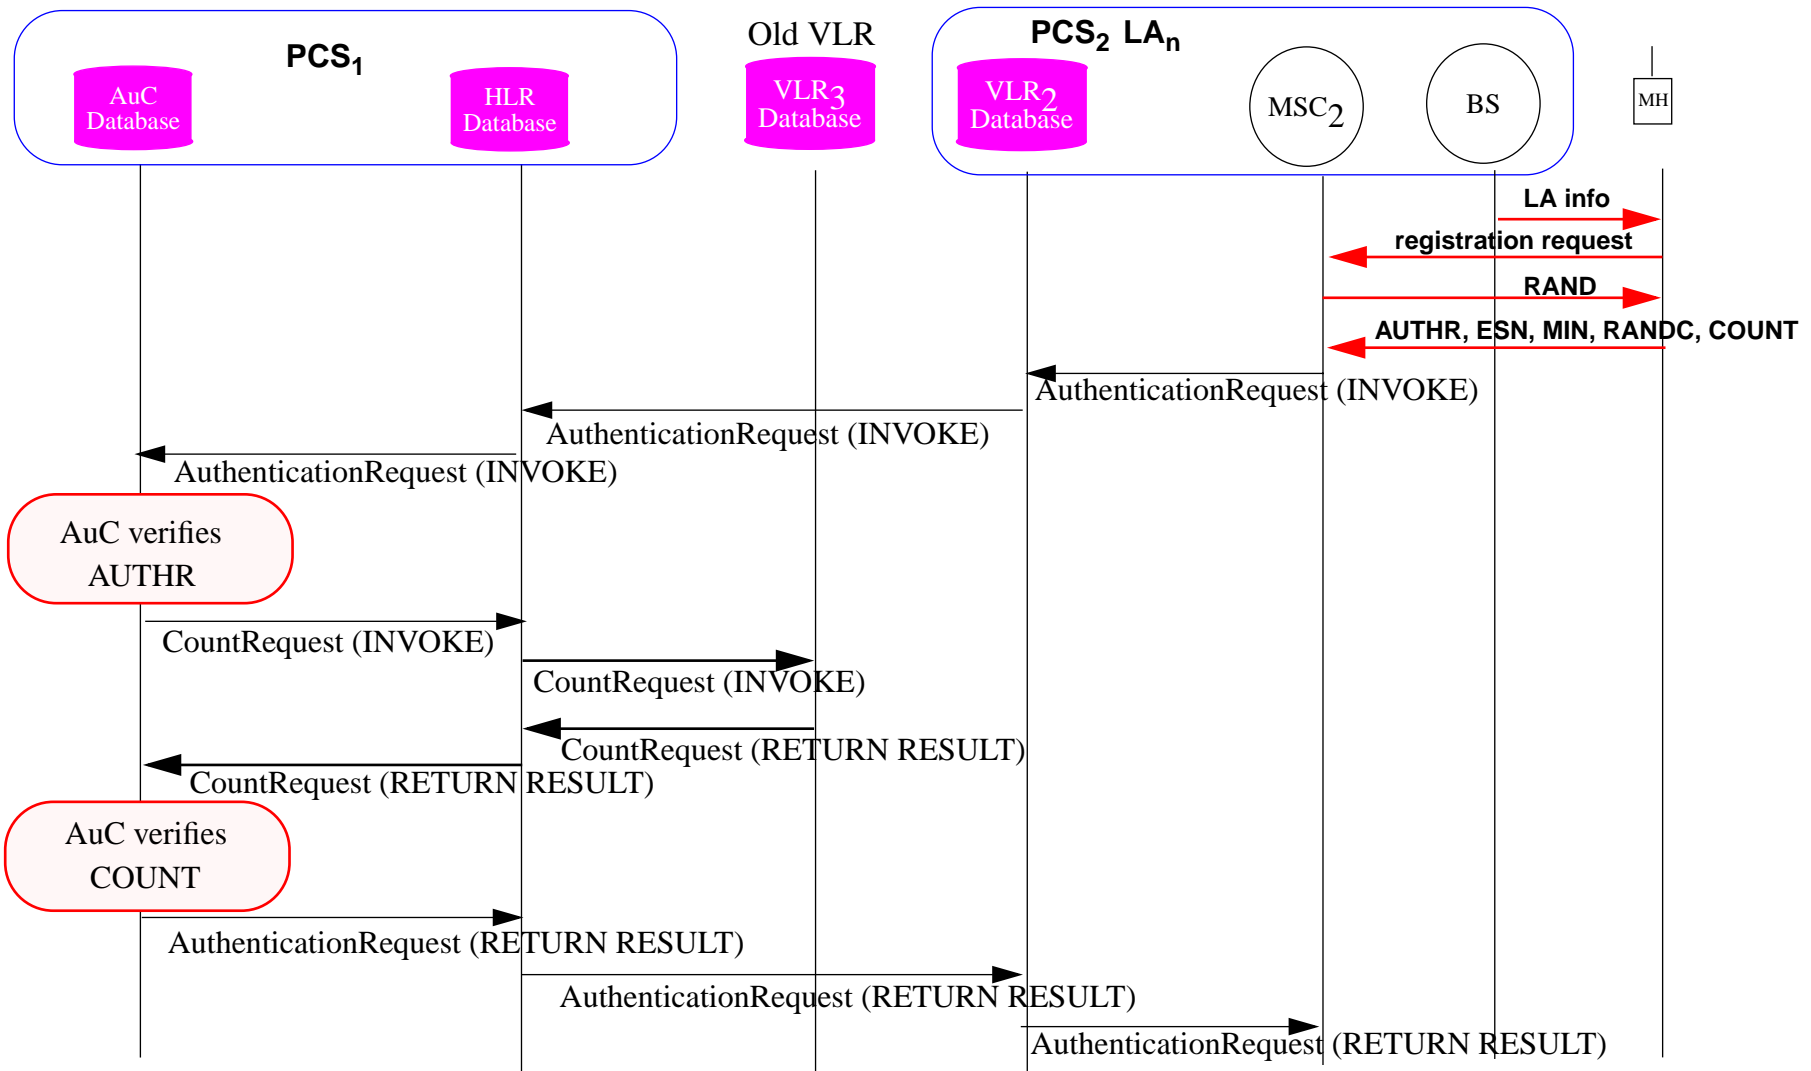 PCS1
Old VLR
PCS2 LAn
AuC
Database
HLR
Database
VLR3
Database
VLR2
Database
MSC2
BS
MH
LA info
registration request
RAND
AUTHR, ESN, MIN, RANDC, COUNT
AuthenticationRequest (INVOKE)
AuthenticationRequest (INVOKE)
AuthenticationRequest (INVOKE)
AuC verifies
AUTHR
CountRequest (INVOKE)
CountRequest (INVOKE)
CountRequest (RETURN RESULT)
CountRequest (RETURN RESULT)
AuC verifies
COUNT
AuthenticationRequest (RETURN RESULT)
AuthenticationRequest (RETURN RESULT)
AuthenticationRequest (RETURN RESULT)